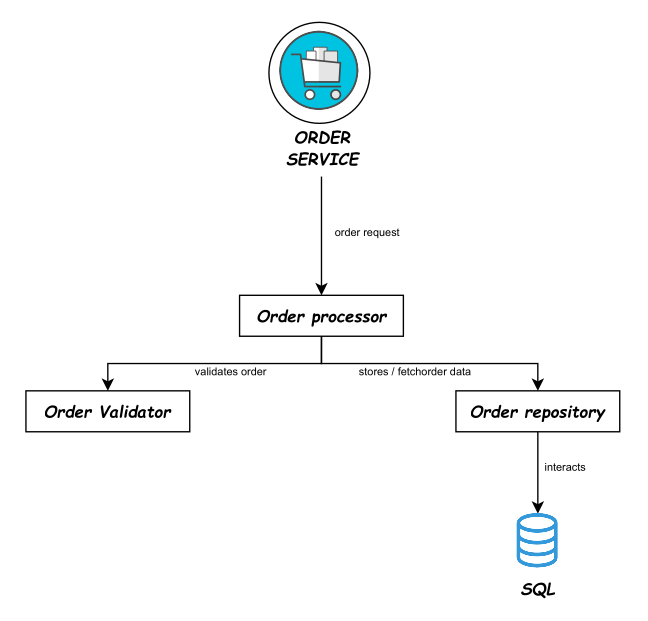 ORDER
SERVICE
order request
Order processor
validates order
stores / fetchorder data
Order Validator
Order repository
interacts
SQL